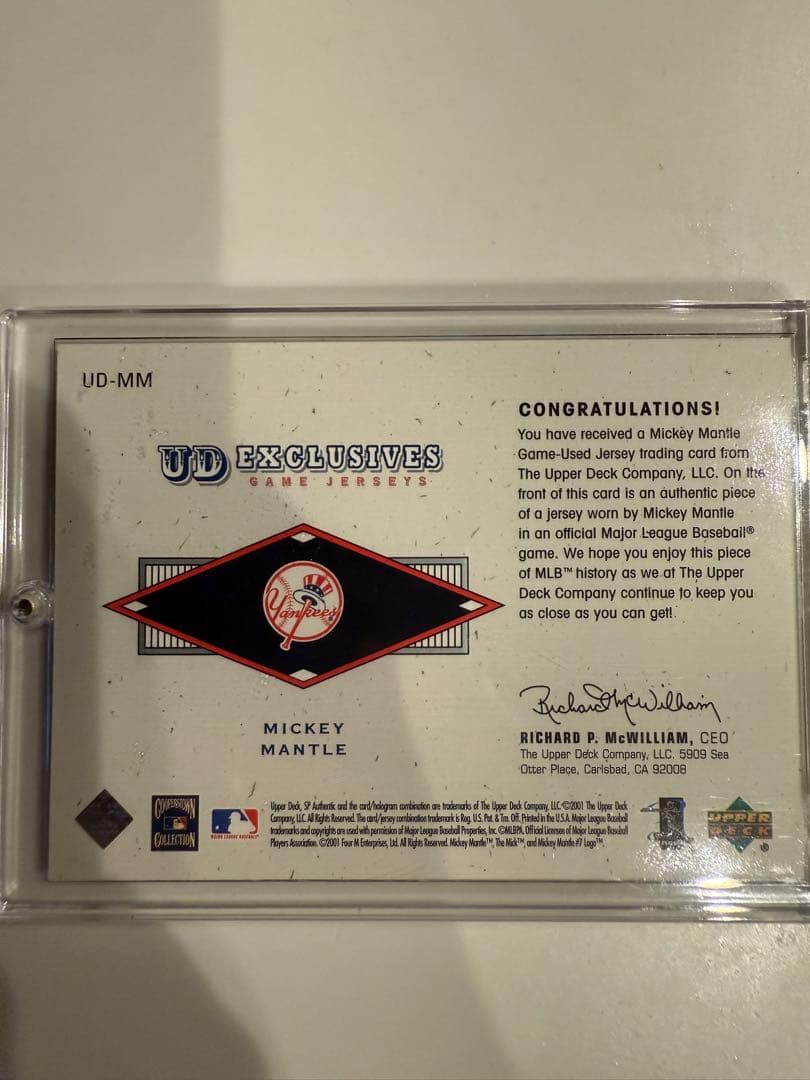 UD-MM
UD EXCLUSIVES
GAME JERSEYS
Yankees
MICKEY
MANTLE
CONGRATULATIONS!
You have received a Mickey Mantle
Game-Used Jersey trading card from
The Upper Deck Company, LLC. On the
front of this card is an authentic piece
of a jersey worn by Mickey Mantle
in an official Major League Baseball®
game. We hope you enjoy this piece
of MLB™ history as we at The Upper
Deck Company continue to keep you
as close as you can get!
Richard McWilliam
RICHARD P. McWILLIAM, CEO
The Upper Deck Company, LLC. 5909 Sea
Otter Place, Carlsbad, CA 92008
COOPERSTOWN
COLLECTION
MAJOR LEAGUE BASEBALL®
Upper Deck, SP Authentic and the card/hologram combination are trademarks of The Upper Deck Company, LLC. ©2001 The Upper Deck
Company, LLC. All Rights Reserved. The card/jersey combination trademark is Reg. U.S. Pat. & Tm. Off. Printed in the U.S.A. Major League Baseball
trademarks and copyrights are used with permission of Major League Baseball Properties, Inc. ©MLBPA. Official Licensee of Major League Baseball
Players Association. ©2001 Four M Enterprises, Ltd. All Rights Reserved. Mickey Mantle™, The Mick™, and Mickey Mantle #7 Logo™.
UPPER
DECK
®